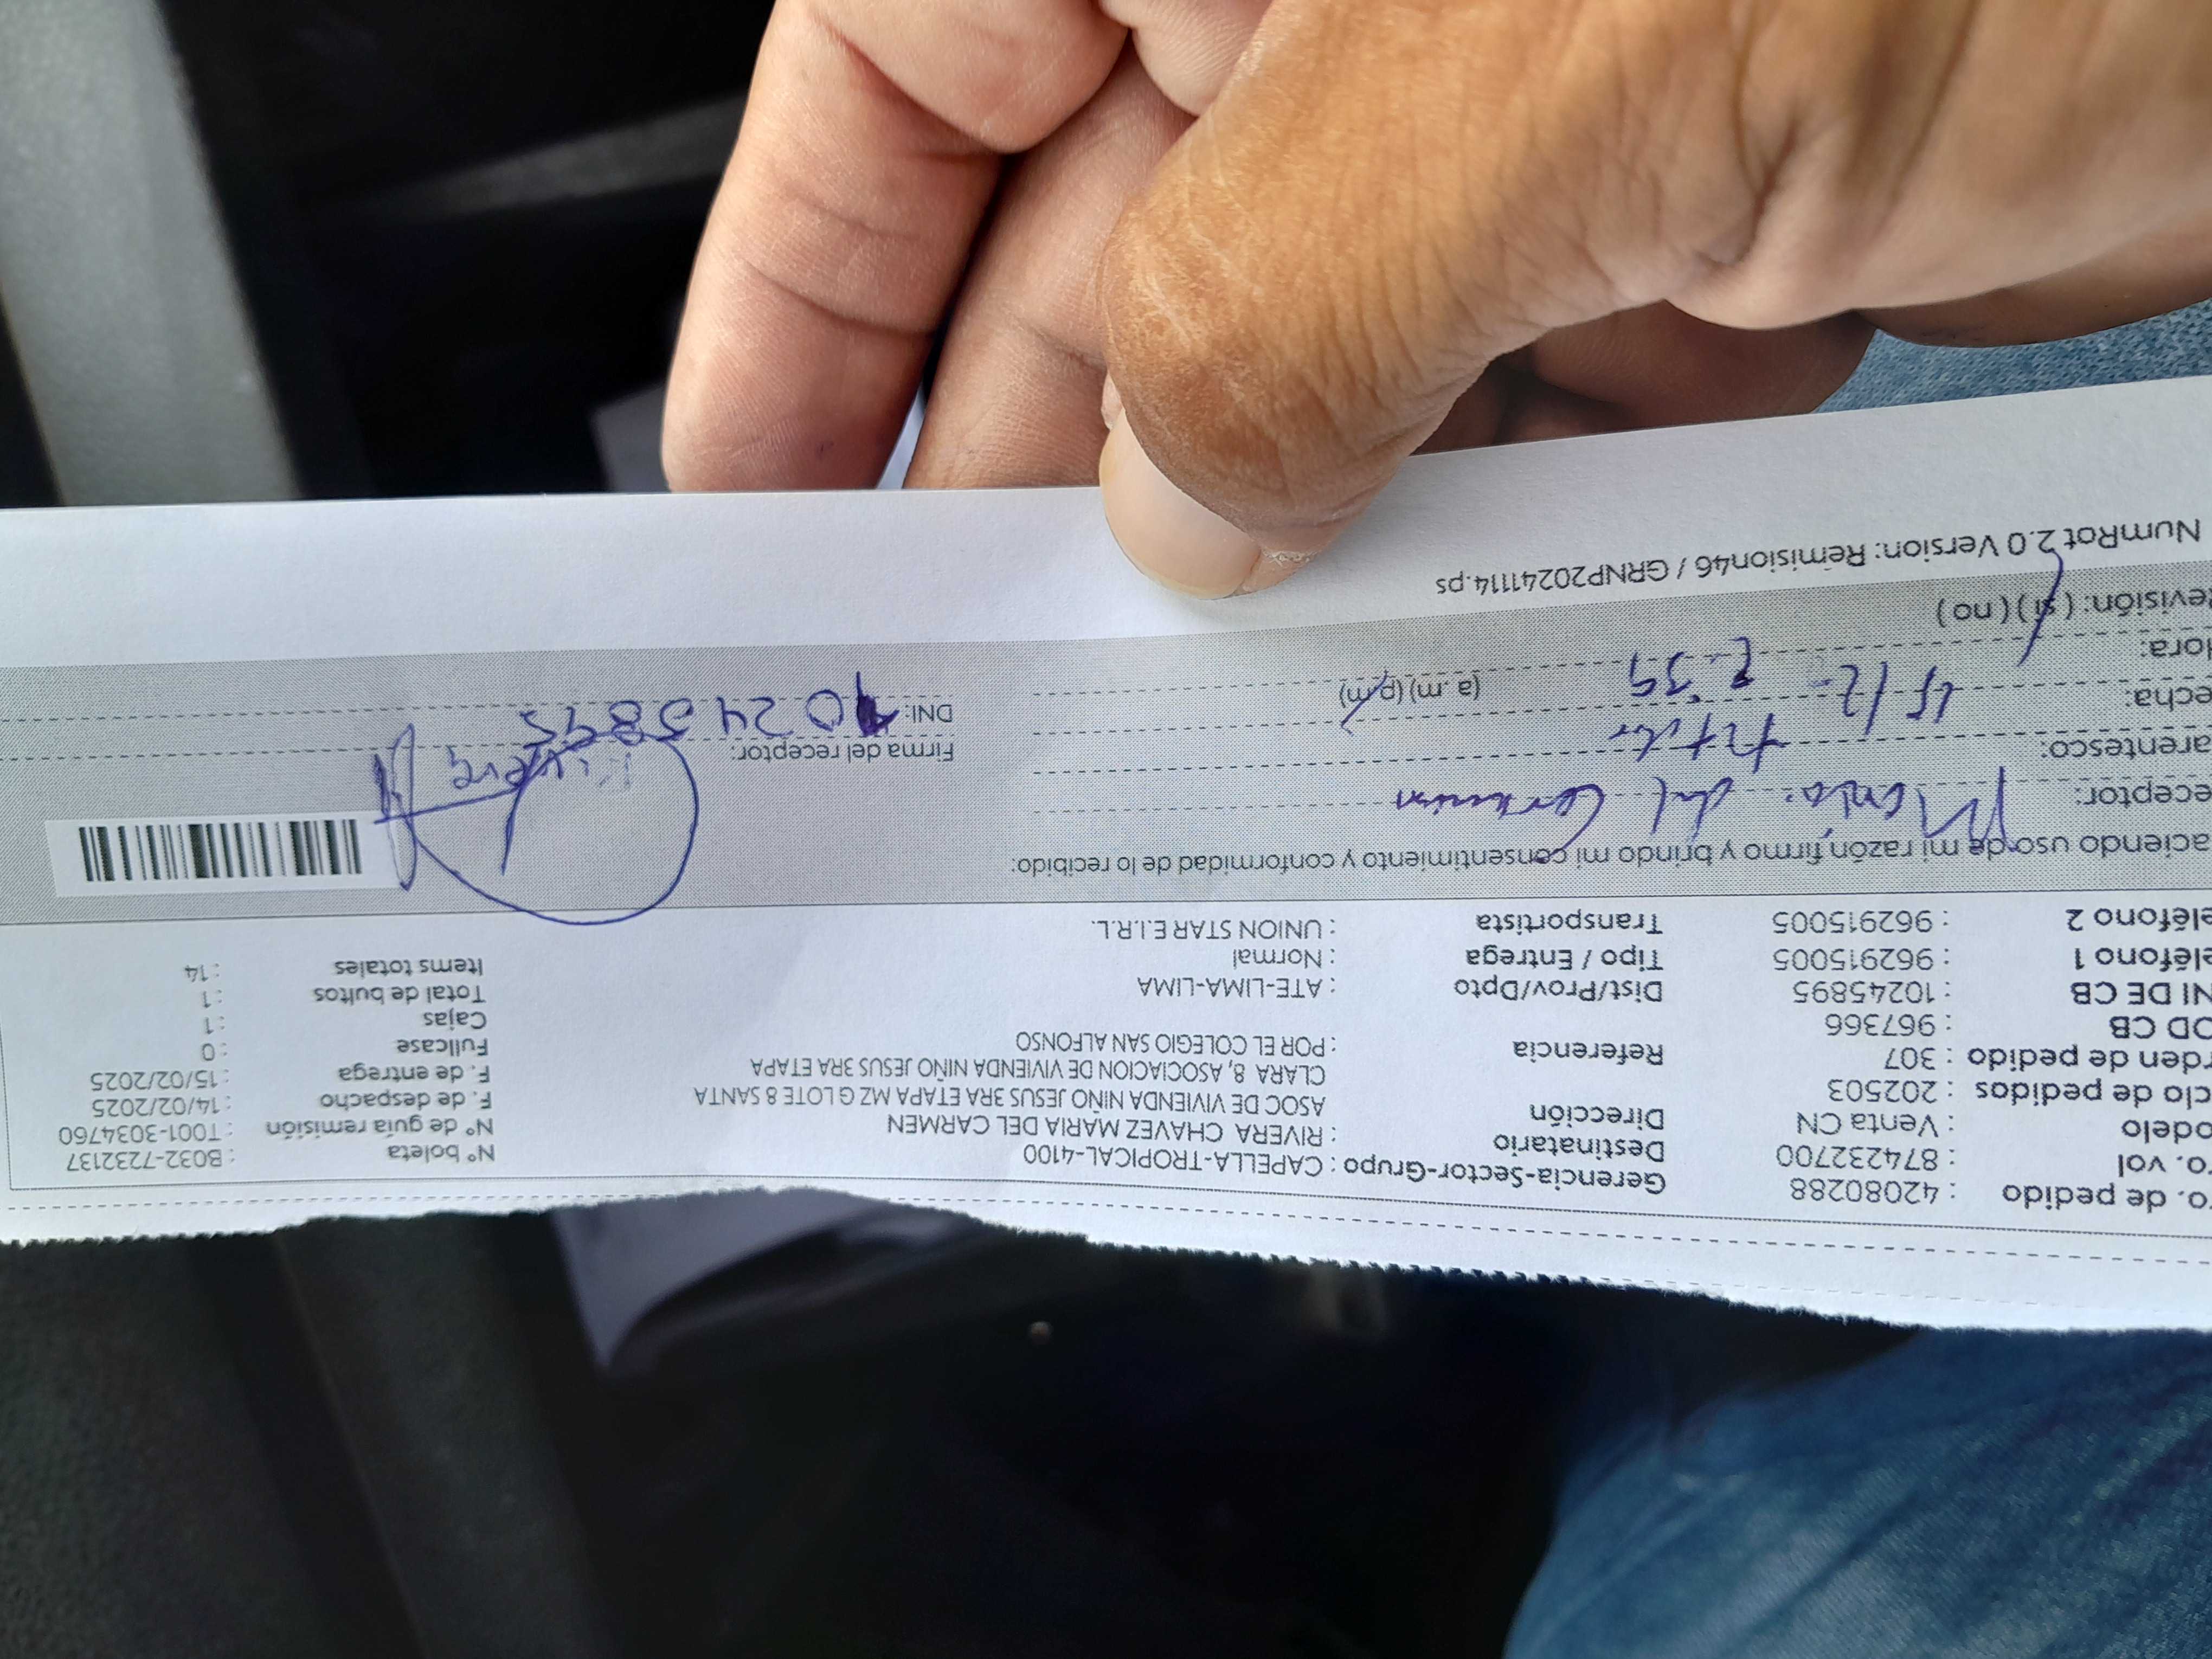 ro. de pedido : 42080288 Gerencia-Sector-Grupo : CAPELLA-TROPICAL-4100 N° boleta : B032-7232137
ro. vol : 874232700 Destinatario : RIVERA CHAVEZ MARIA DEL CARMEN N° de guía remisión : T001-3034760
odelo : Venta CN Dirección ASOC DE VIVIENDA NIÑO JESUS 3RA ETAPA MZ G LOTE 8 SANTA F. de despacho : 14/02/2025
clo de pedidos : 202503 CLARA 8, ASOCIACION DE VIVIENDA NIÑO JESUS 3RA ETAPA F. de entrega : 15/02/2025
rden de pedido : 307 Referencia : POR EL COLEGIO SAN ALFONSO Fullcase : 0
OD CB : 967366 Cajas : 1
NI DE CB : 10245895 Dist/Prov/Dpto : ATE-LIMA-LIMA Total de bultos : 1
eléfono 1 : 962915005 Tipo / Entrega : Normal Items totales : 14
eléfono 2 : 962915005 Transportista : UNION STAR E.I.R.L.
aciendo uso de mi razón, firmo y brindo mi consentimiento y conformidad de lo recibido:
eceptor: Maria del Carmen
arentesco: Titular Firma del receptor: Rivera
echa: 15/2 DNI: 10245895
lora: 2:39 (a. m) (p.m)
evisión: ( si ) ( no )
NumRot 2.0 Version: Remision46 / GRNP20241114.ps